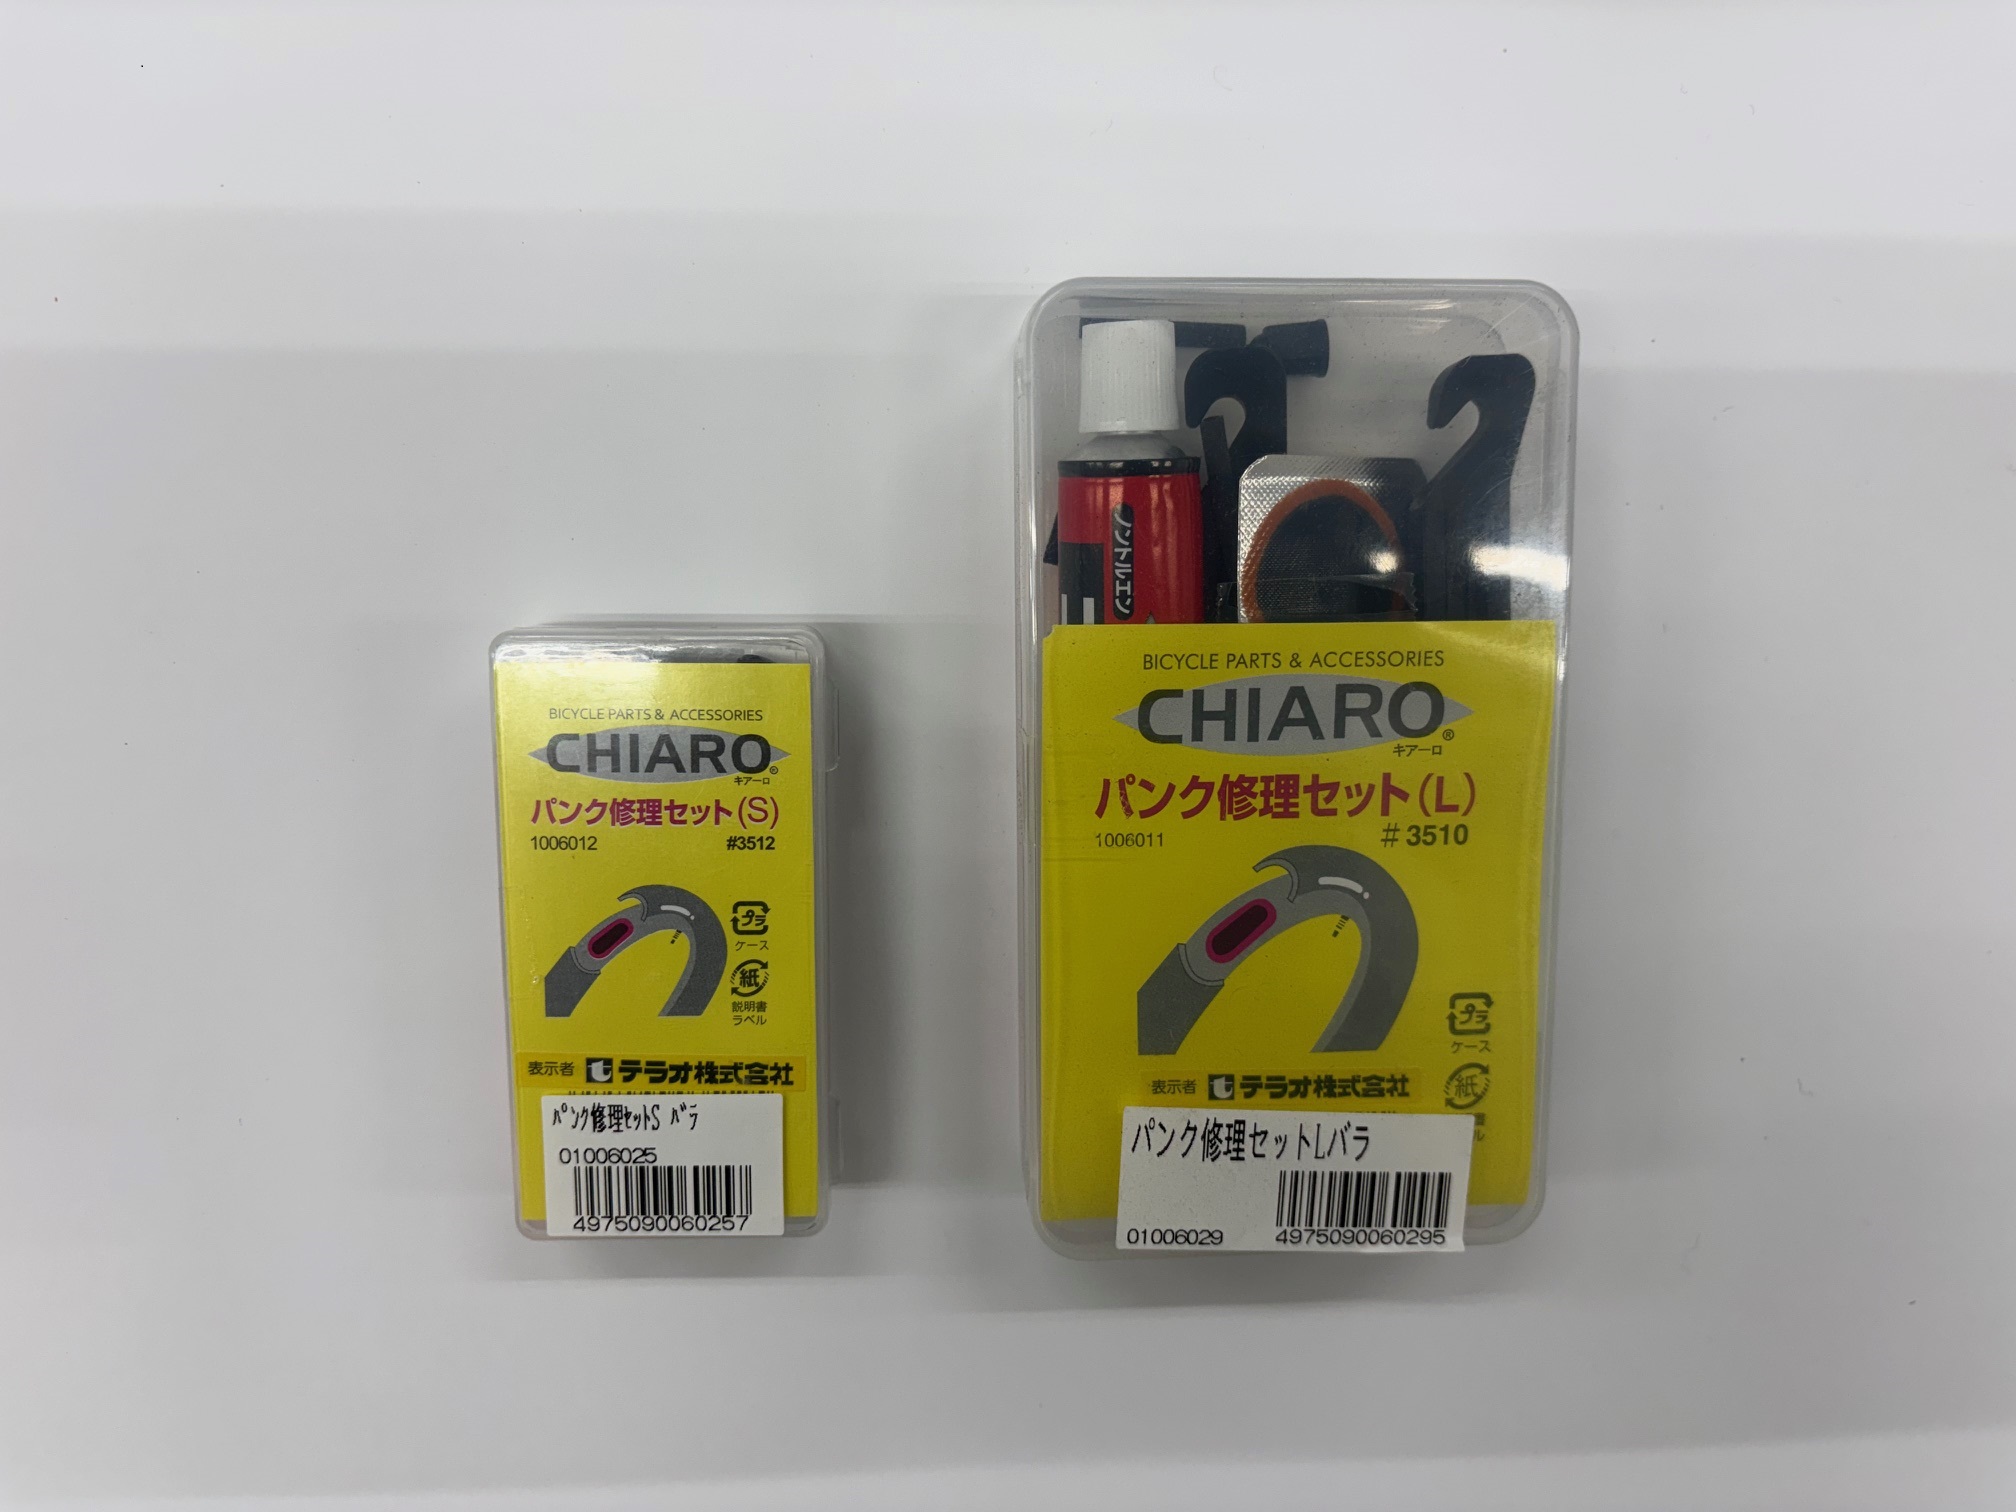 BICYCLE PARTS & ACCESSORIES
CHIARO®
キアーロ
パンク修理セット(S)
1006012 #3512
プラ
ケース
紙
説明書
ラベル
表示者 t テラオ株式会社
パンク修理セットS バラ
01006025
4975090060257
ノントルエン
BICYCLE PARTS & ACCESSORIES
CHIARO®
キアーロ
パンク修理セット(L)
1006011 #3510
プラ
ケース
紙
表示者 t テラオ株式会社
パンク修理セットLバラ
01006029 4975090060295